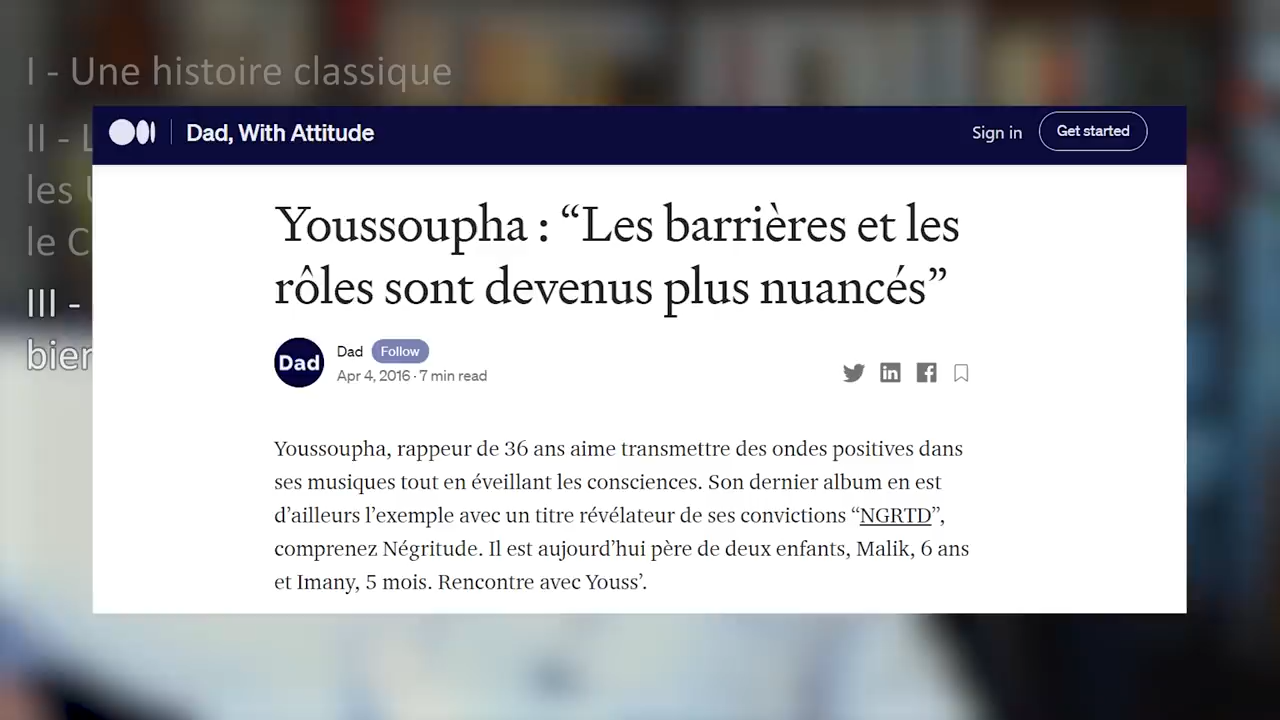 I - Une histoire classique
II -
les
le
III -
Dad, With Attitude
Sign in
Get started
Youssoupha : “Les barrières et les
rôles sont devenus plus nuancés”
Dad
Dad Follow
Apr 4, 2016 · 7 min read
Youssoupha, rappeur de 36 ans aime transmettre des ondes positives dans
ses musiques tout en éveillant les consciences. Son dernier album en est
d’ailleurs l’exemple avec un titre révélateur de ses convictions “NGRTD”,
comprenez Négritude. Il est aujourd’hui père de deux enfants, Malik, 6 ans
et Imany, 5 mois. Rencontre avec Youss’.